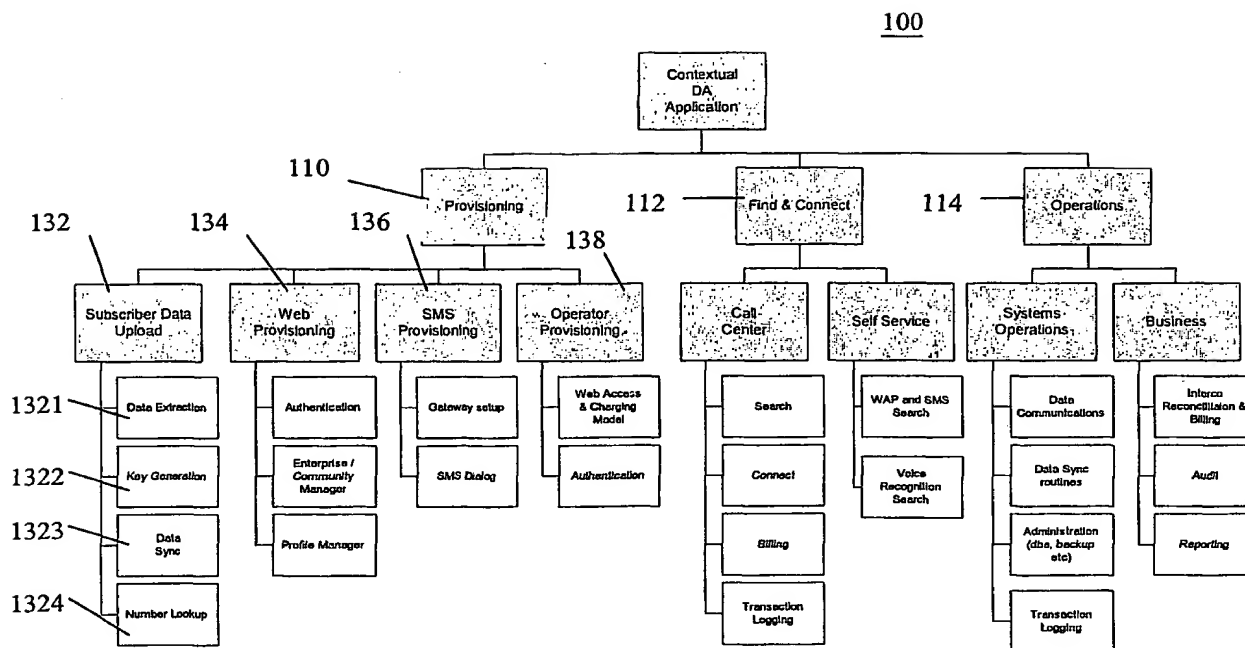 100
Contextual
DA
Application
110
Provisioning
112
Find & Connect
114
Operations
132
Subscriber Data
Upload
134
Web
Provisioning
136
SMS
Provisioning
138
Operator
Provisioning
Call
Center
Self Service
Systems
Operations
Business
1321
Data Extraction
1322
Key Generation
1323
Data
Sync
1324
Number Lookup
Authentication
Enterprise /
Community
Manager
Profile Manager
Gateway setup
SMS Dialog
Web Access
& Charging
Model
Authentication
Search
Connect
Billing
Transaction
Logging
WAP and SMS
Search
Voice
Recognition
Search
Data
Communications
Data Sync
routines
Administration
(dba, backup
etc)
Transaction
Logging
Interco
Reconciliation &
Billing
Audit
Reporting